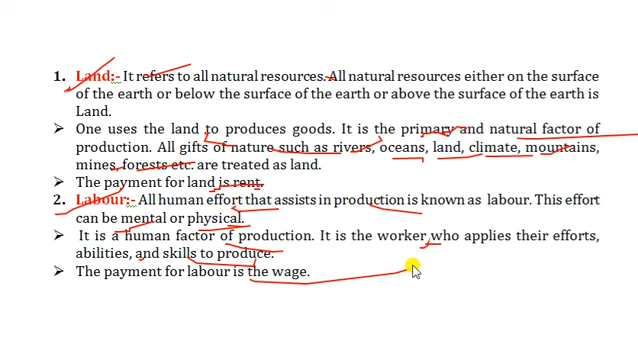 1. Land:- It refers to all natural resources. All natural resources either on the surface
of the earth or below the surface of the earth or above the surface of the earth is
Land.
➢ One uses the land to produces goods. It is the primary and natural factor of
production. All gifts of nature such as rivers, oceans, land, climate, mountains,
mines, forests etc. are treated as land.
➢ The payment for land is rent.
2. Labour:- All human effort that assists in production is known as labour. This effort
can be mental or physical.
➢ It is a human factor of production. It is the worker who applies their efforts,
abilities, and skills to produce.
➢ The payment for labour is the wage.